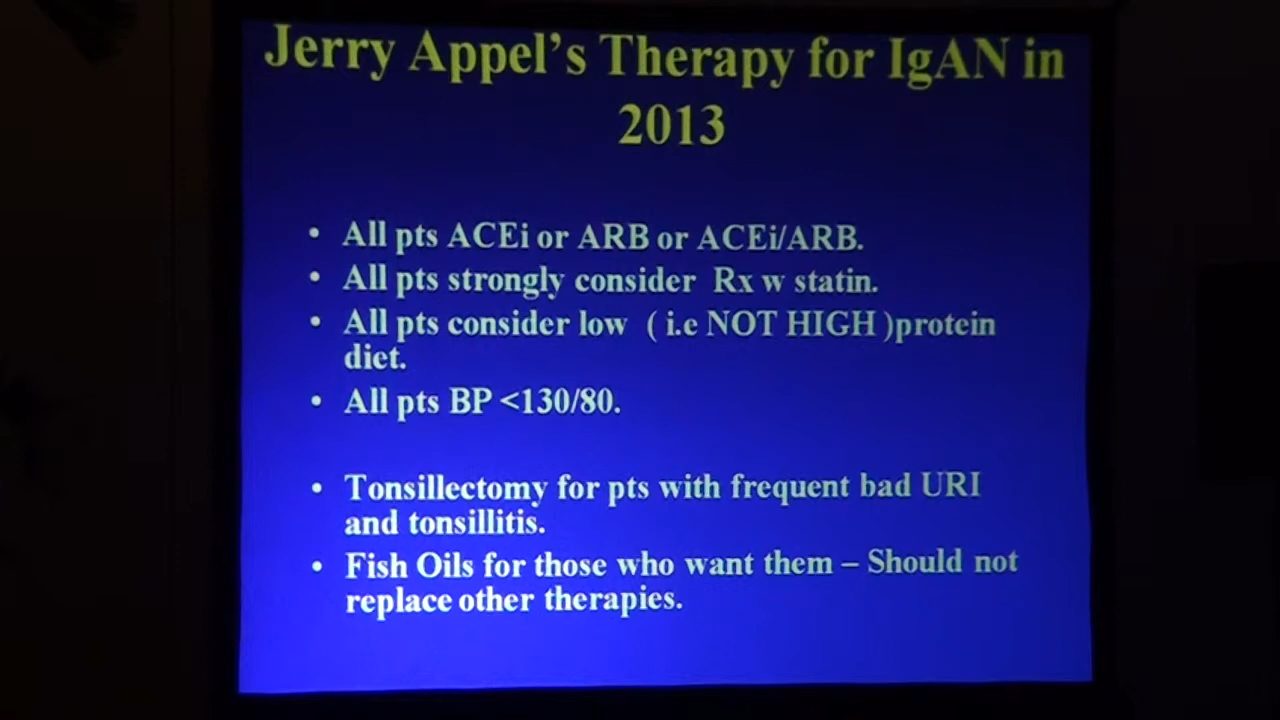 Jerry Appel's Therapy for IgAN in
2013
• All pts ACEi or ARB or ACEi/ARB.
• All pts strongly consider Rx w statin.
• All pts consider low ( i.e NOT HIGH )protein
diet.
• All pts BP <130/80.
• Tonsillectomy for pts with frequent bad URI
and tonsillitis.
• Fish Oils for those who want them – Should not
replace other therapies.